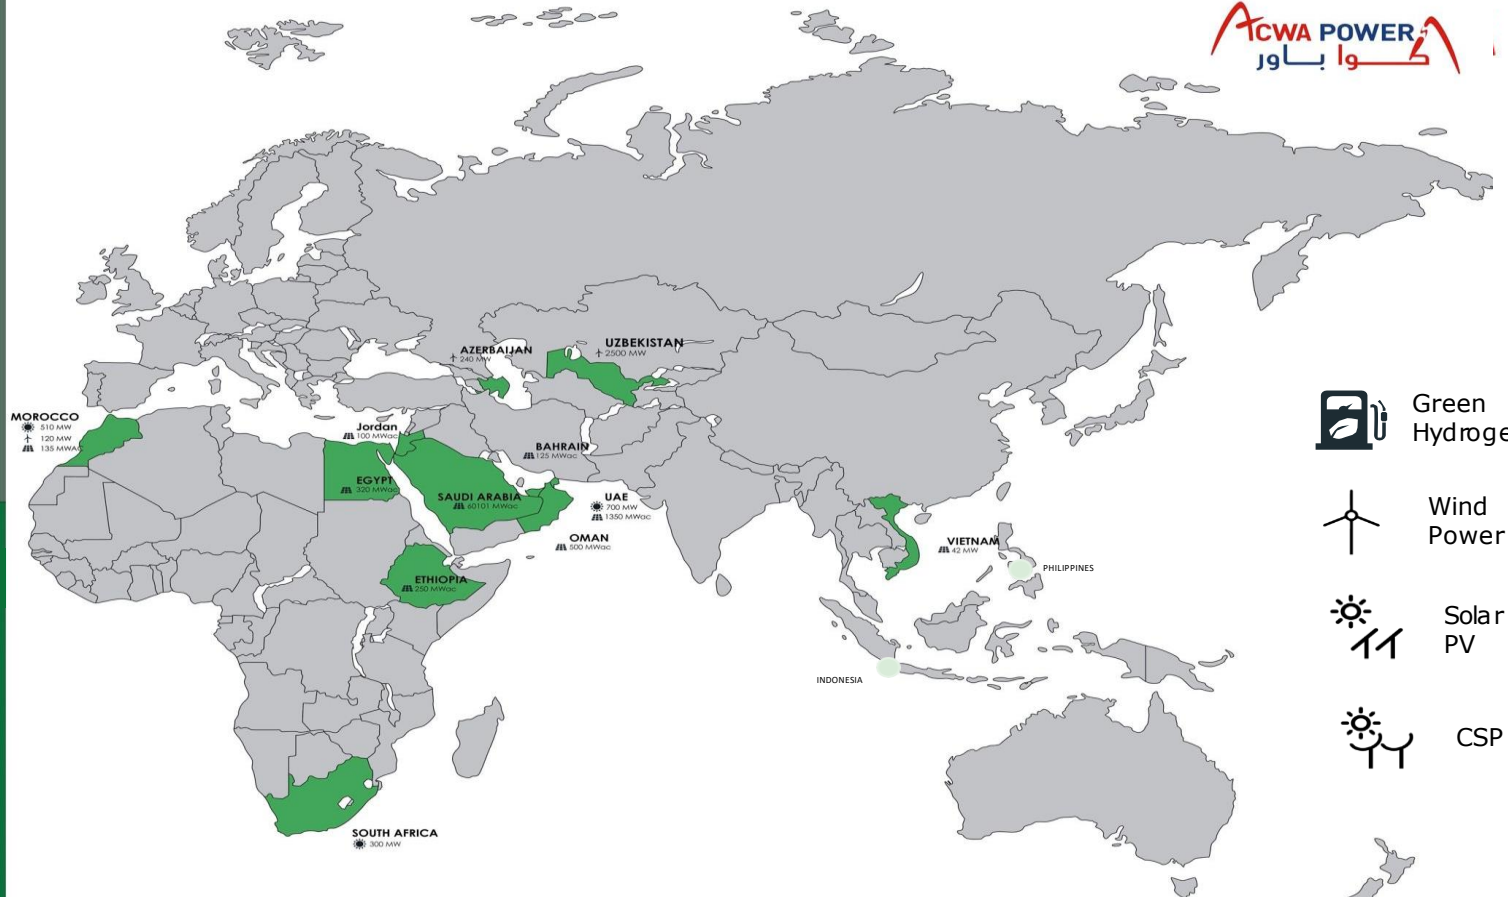 ACWA POWER
أكوا باور
AZERBAIJAN
240 MW
UZBEKISTAN
2500 MW
MOROCCO
510 MW
120 MW
135 MWAC
Jordan
100 MWac
BAHRAIN
125 MWac
EGYPT
320 MWac
SAUDI ARABIA
60101 MWac
UAE
700 MW
1350 MWac
OMAN
500 MWac
VIETNAM
42 MW
PHILIPPINES
ETHIOPIA
250 MWac
INDONESIA
SOUTH AFRICA
300 MW
Green
Hydroge
Wind
Power
Solar
PV
CSP